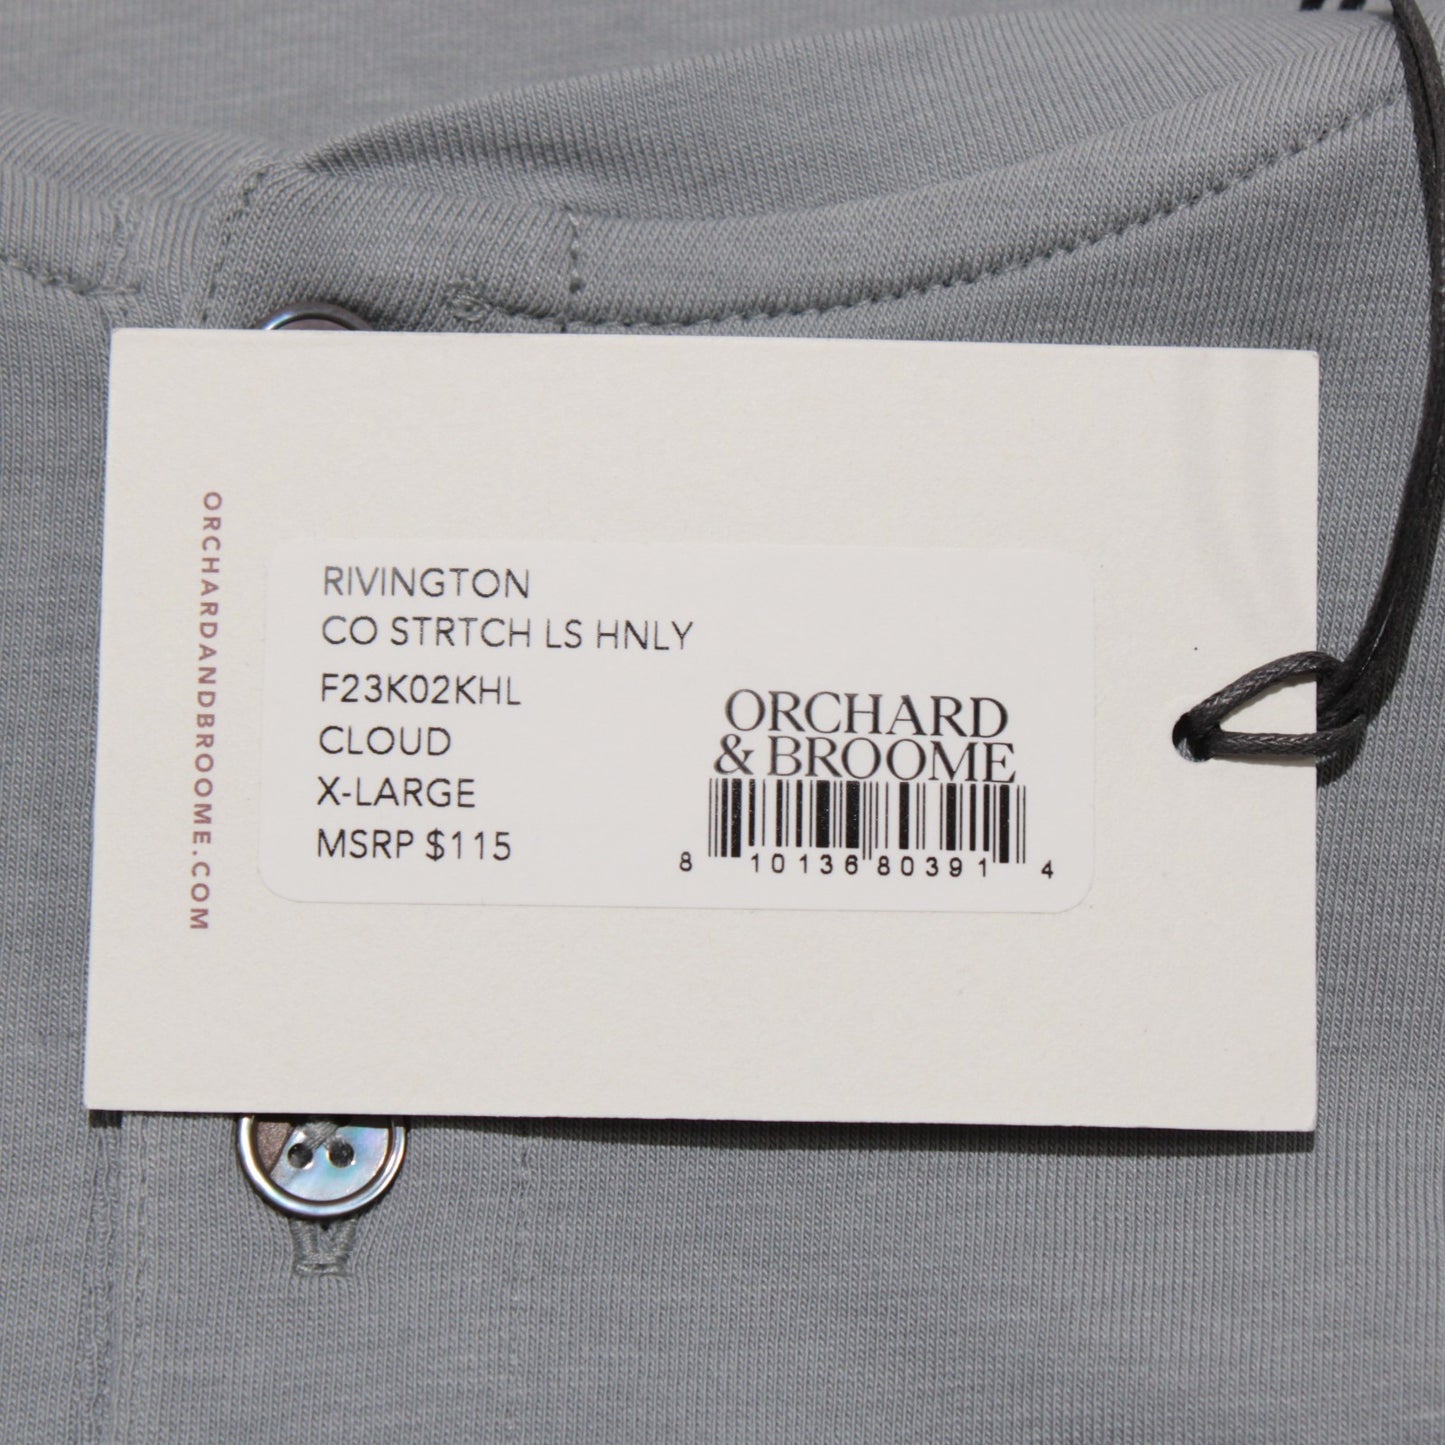 ORCHARDANDBROOME.COM
RIVINGTON
CO STRTCH LS HNLY
F23K02KHL
CLOUD
X-LARGE
MSRP $115
ORCHARD
& BROOME
8 10136 80391 4